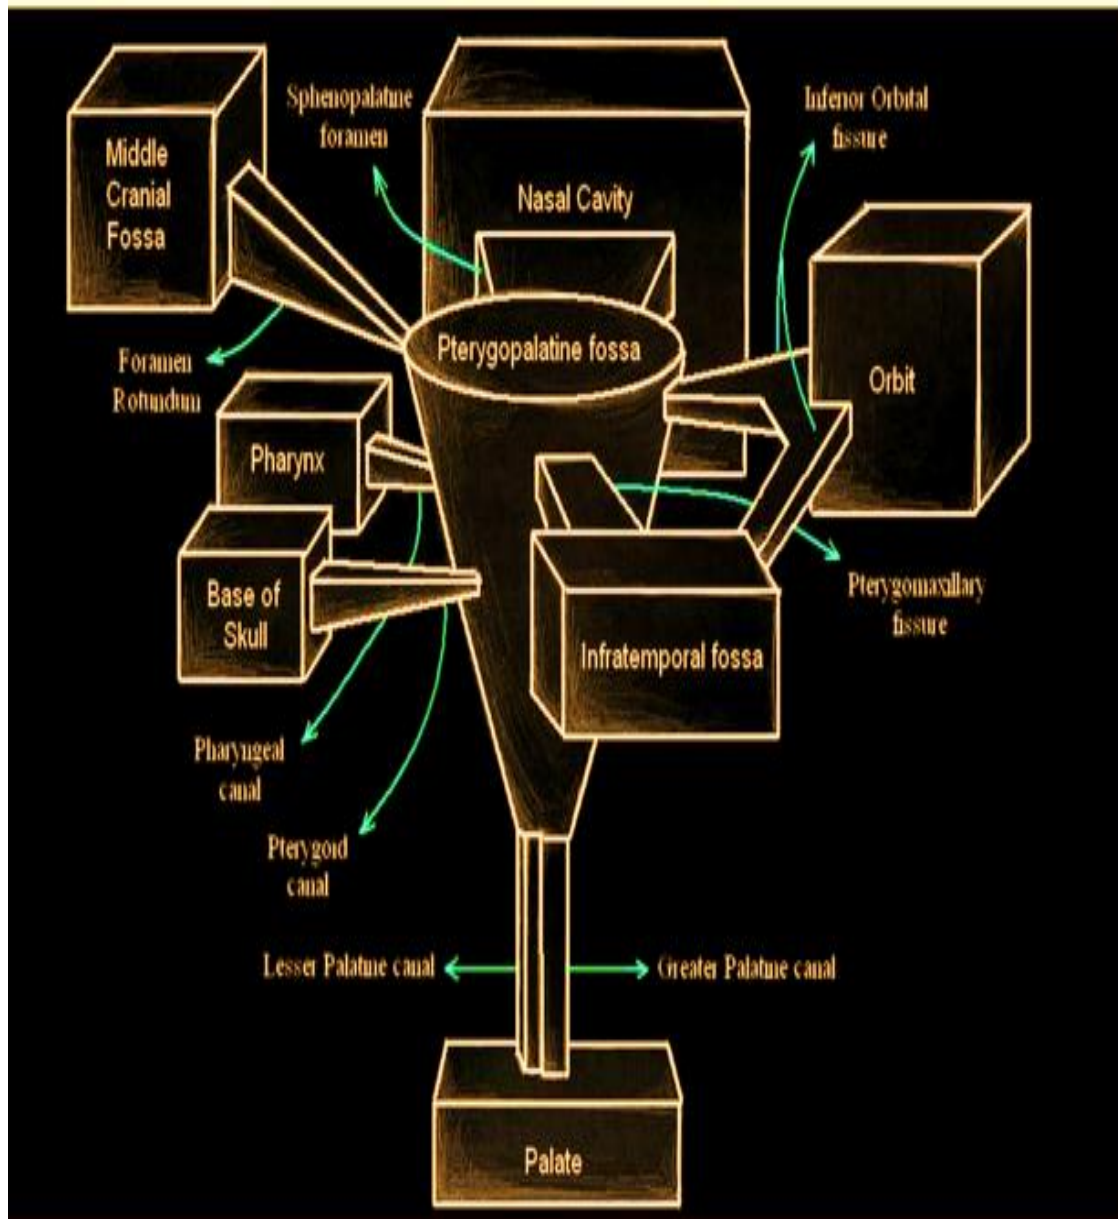 Sphenopalatine
foramen
Inferior Orbital
fissure
Middle
Cranial
Fossa
Nasal Cavity
Foramen
Rotundum
Pterygopalatine fossa
Orbit
Pharynx
Base of
Skull
Pterygomaxillary
fissure
Infratemporal fossa
Pharyngeal
canal
Pterygoid
canal
Lesser Palatine canal
Greater Palatine canal
Palate